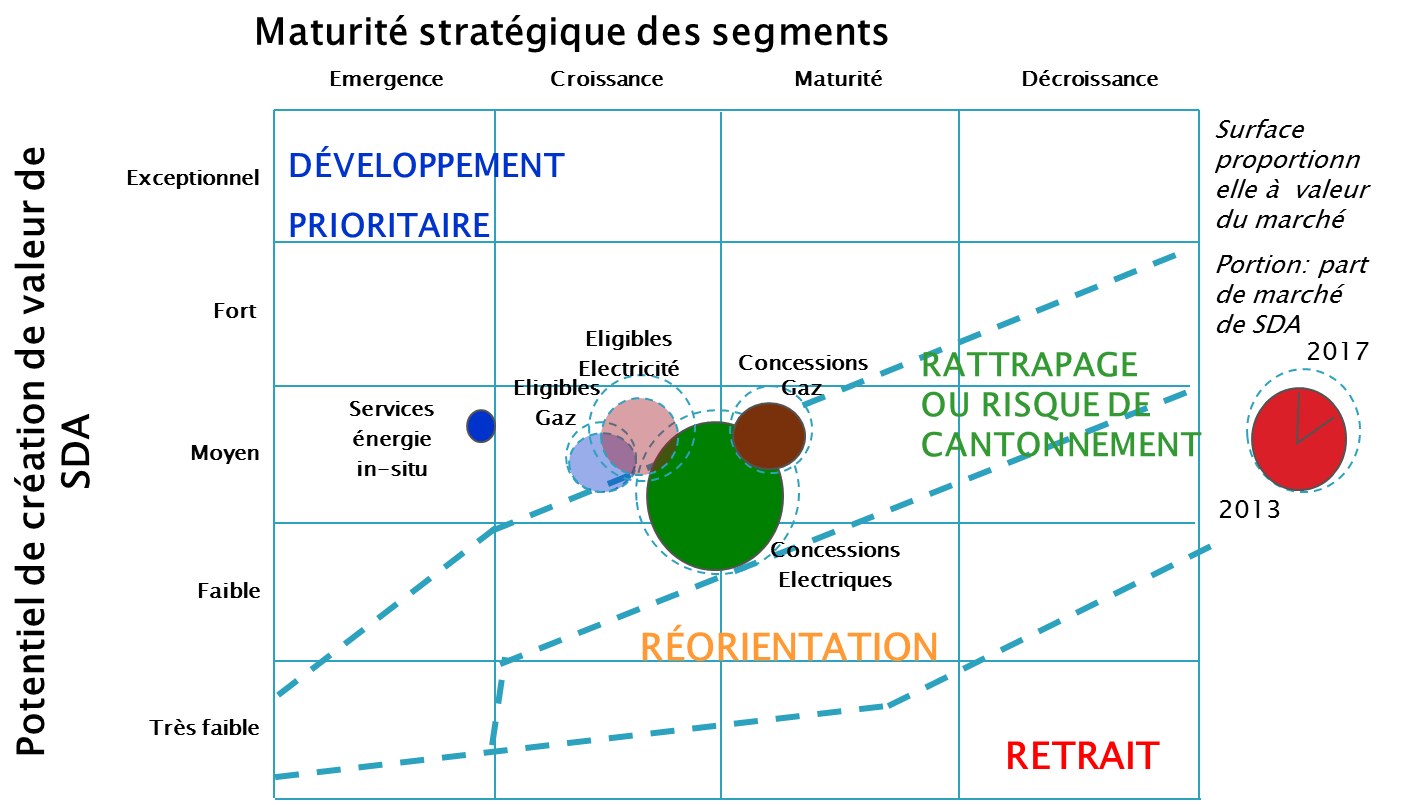 Maturité stratégique des segments
Emergence
Croissance
Maturité
Décroissance
Potentiel de création de valeur de
SDA
Exceptionnel
Fort
Moyen
Faible
Très faible
DÉVELOPPEMENT
PRIORITAIRE
Eligibles
Electricité
Eligibles
Gaz
Concessions
Gaz
Services
énergie
in-situ
Concessions
Electriques
RATTRAPAGE
OU RISQUE DE
CANTONNEMENT
RÉORIENTATION
RETRAIT
Surface
proportionn
elle à valeur
du marché
Portion: part
de marché
de SDA
2017
2013